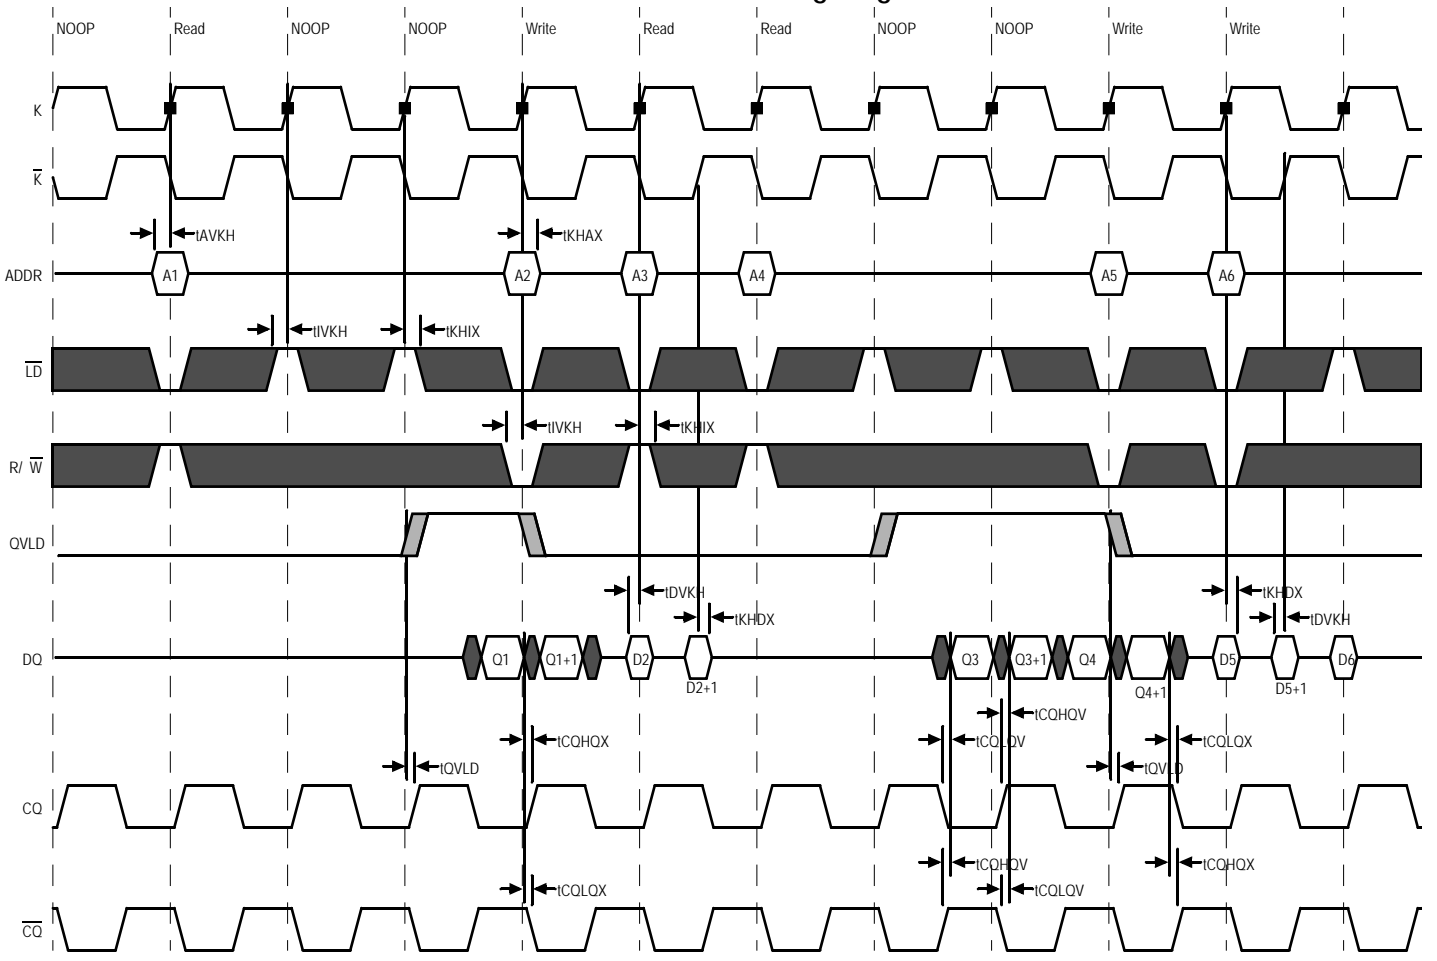 NOOP Read NOOP NOOP Write Read Read NOOP NOOP Write Write
K
K
tAVKH tKHAX
ADDR A1 A2 A3 A4 A5 A6
tIVKH tKHIX
LD
tIVKH tKHIX
R/ W
QVLD
tDVKH tKHDX
tKHDX tDVKH
DQ Q1 Q1+1 D2 Q3 Q3+1 Q4 D5 D6
D2+1 Q4+1 D5+1
tCQHQV
tCQHQX tCQLQV tCQLQX
tQVLD tQVLD
CQ
tCQHQV tCQHQX
tCQLQX tCQLQV
CQ